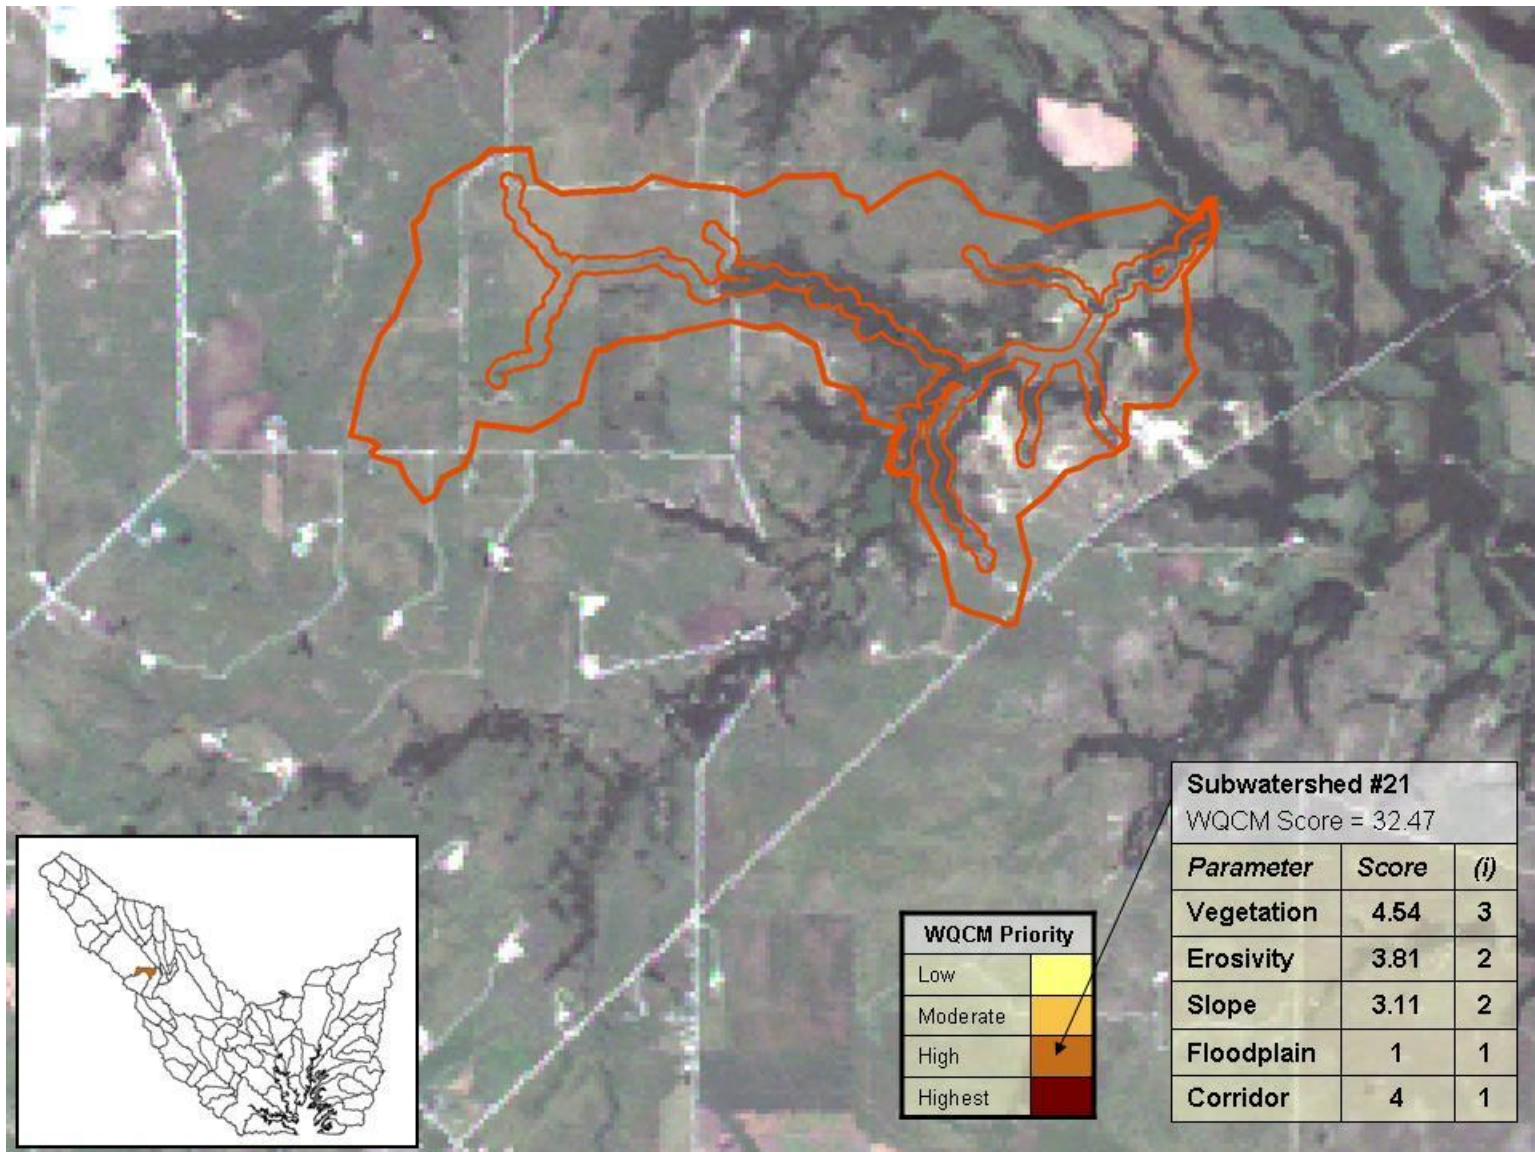 Subwatershed #21
WQCM Score = 32.47
Parameter Score (i)
Vegetation 4.54 3
Erosivity 3.81 2
Slope 3.11 2
Floodplain 1 1
Corridor 4 1
WQCM Priority
Low
Moderate
High
Highest